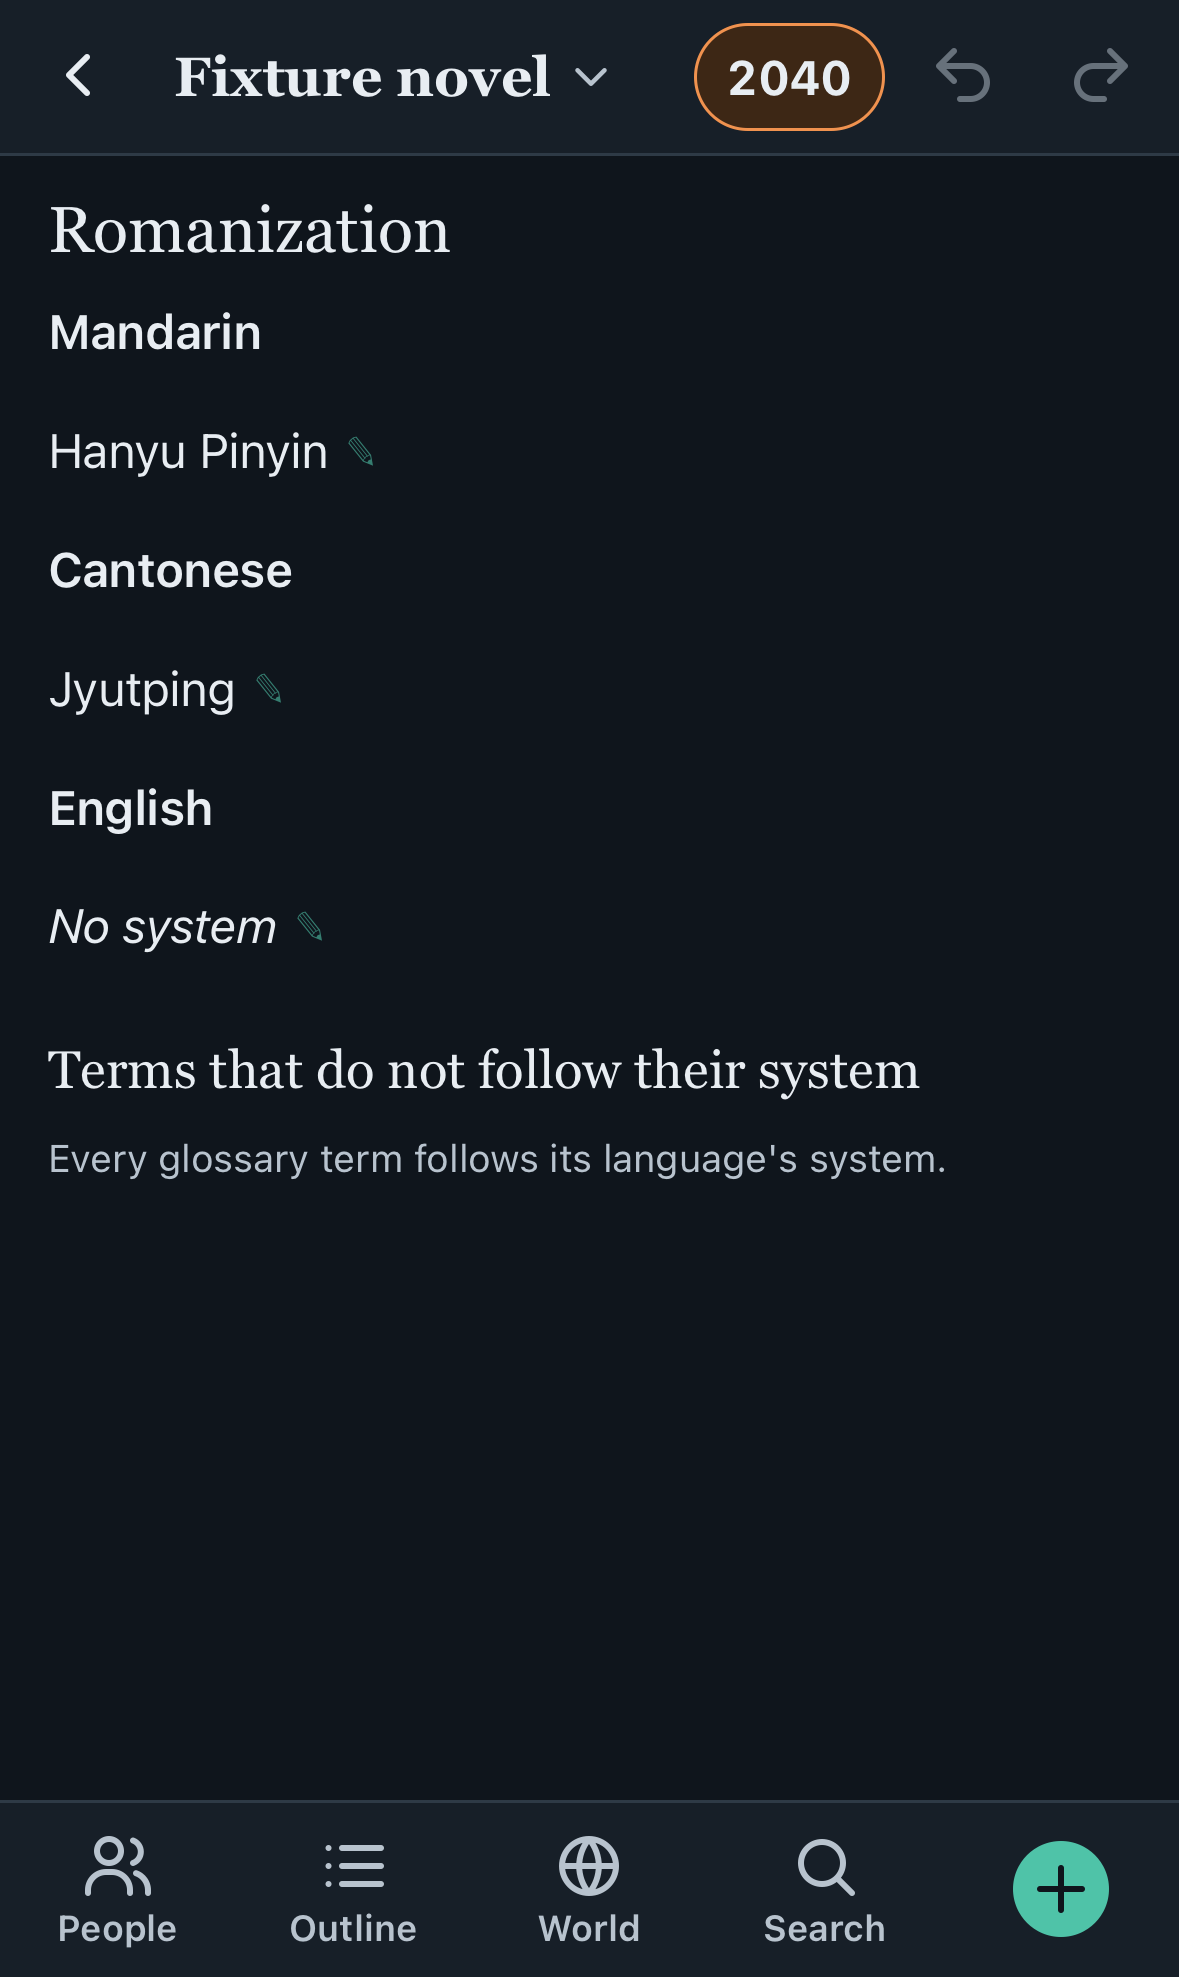 Fixture novel
2040
Romanization
Mandarin
Hanyu Pinyin
Cantonese
Jyutping
English
No system
Terms that do not follow their system
Every glossary term follows its language's system.
People
Outline
World
Search